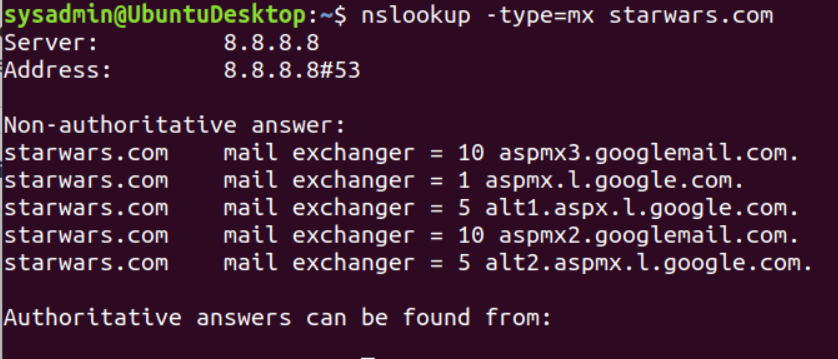 sysadmin@UbuntuDesktop:~$ nslookup -type=mx starwars.com
Server: 8.8.8.8
Address: 8.8.8.8#53
Non-authoritative answer:
starwars.com mail exchanger = 10 aspmx3.googlemail.com.
starwars.com mail exchanger = 1 aspmx.l.google.com.
starwars.com mail exchanger = 5 alt1.aspx.l.google.com.
starwars.com mail exchanger = 10 aspmx2.googlemail.com.
starwars.com mail exchanger = 5 alt2.aspmx.l.google.com.
Authoritative answers can be found from: